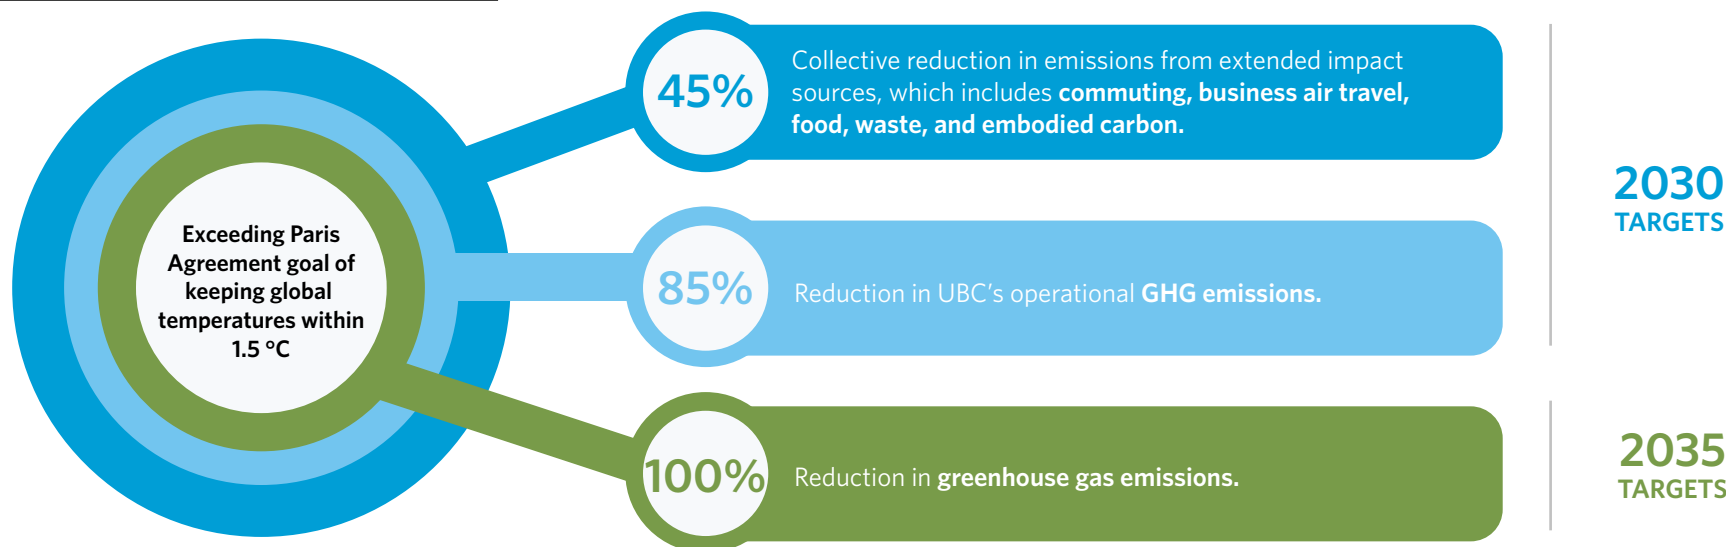 Exceeding Paris
Agreement goal of
keeping global
temperatures within
1.5 °C
45%
Collective reduction in emissions from extended impact
sources, which includes commuting, business air travel,
food, waste, and embodied carbon.
85%
Reduction in UBC's operational GHG emissions.
2030
TARGETS
100%
Reduction in greenhouse gas emissions.
2035
TARGETS